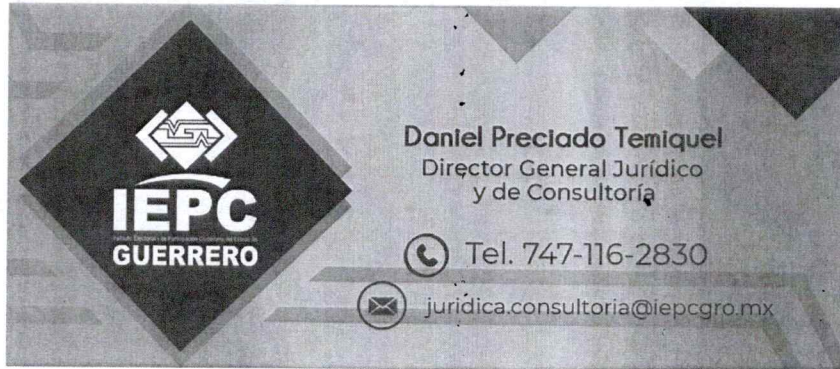 IEPC
GUERRERO
Daniel Preciado Temiquel
Director General Jurídico
y de Consultoría
Tel. 747-116-2830
juridica.consultoria@iepcgro.mx